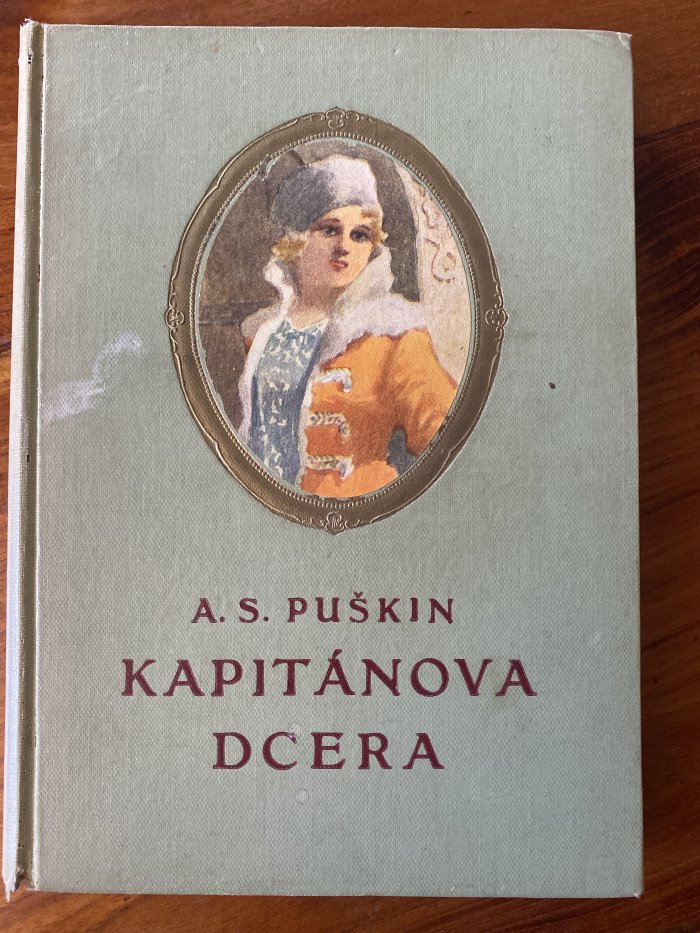 A. S. PUŠKIN
KAPITÁNOVA
DCERA